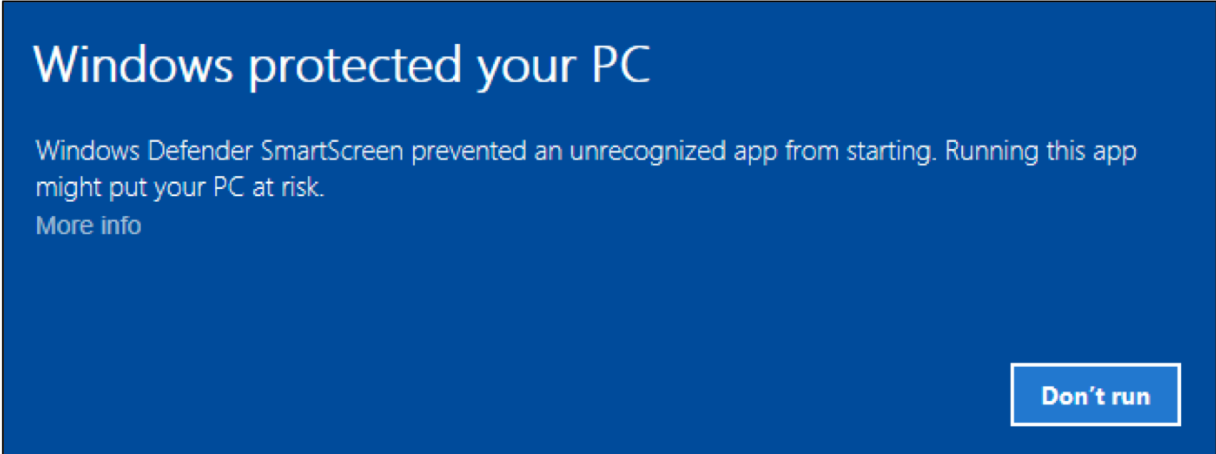 Windows protected your PC
Windows Defender SmartScreen prevented an unrecognized app from starting. Running this app
might put your PC at risk.
More info
Don't run